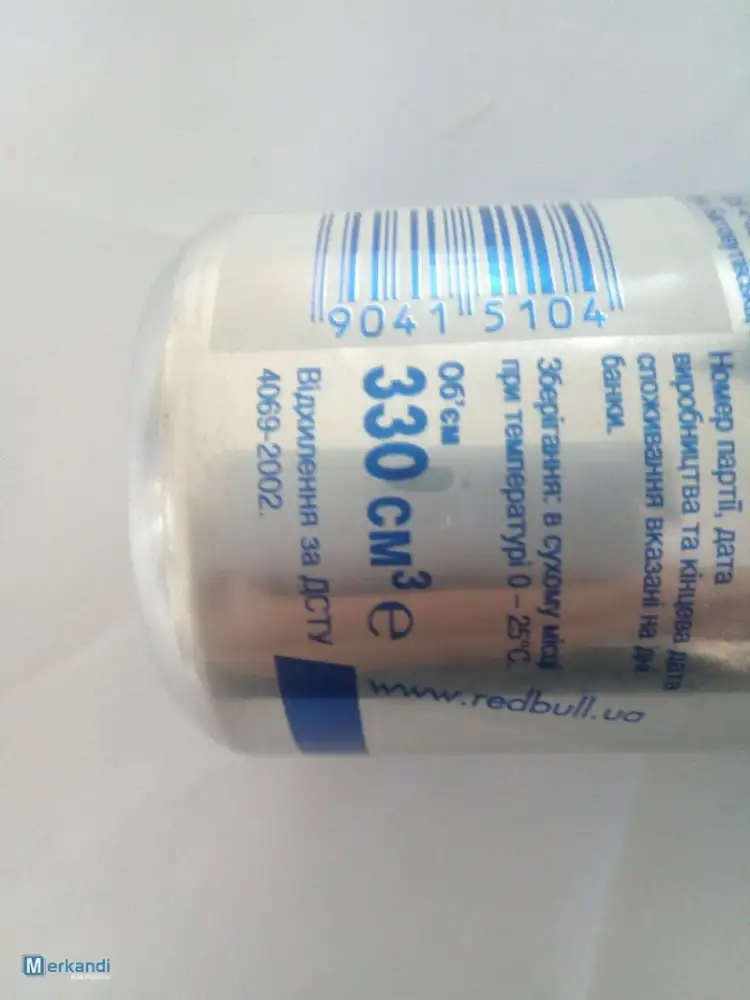 9041 5104
Номер партії, дата
виробництва та кінцева дата
споживання вказані на дні
банки.
Зберігання: в сухому місці
при температурі 0 – 25°C.
Об'єм
330 см³ e
Відхилення за ДСТУ
4069-2002.
www.redbull.ua
Merkandi